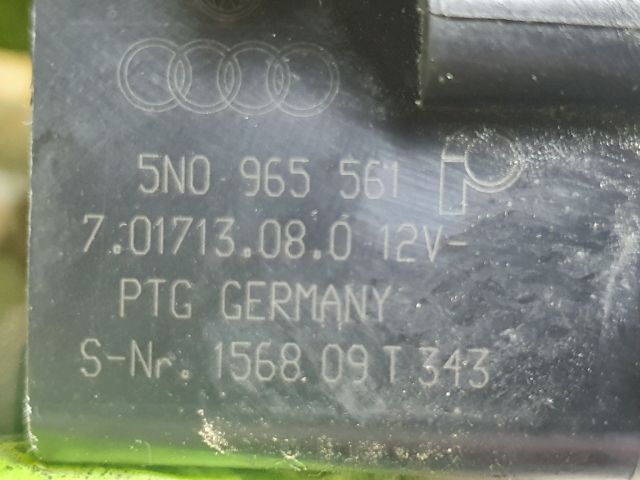 5N0 965 561
7.01713.08.0 12V-
PTG GERMANY
S-Nr. 1568 09 T 343